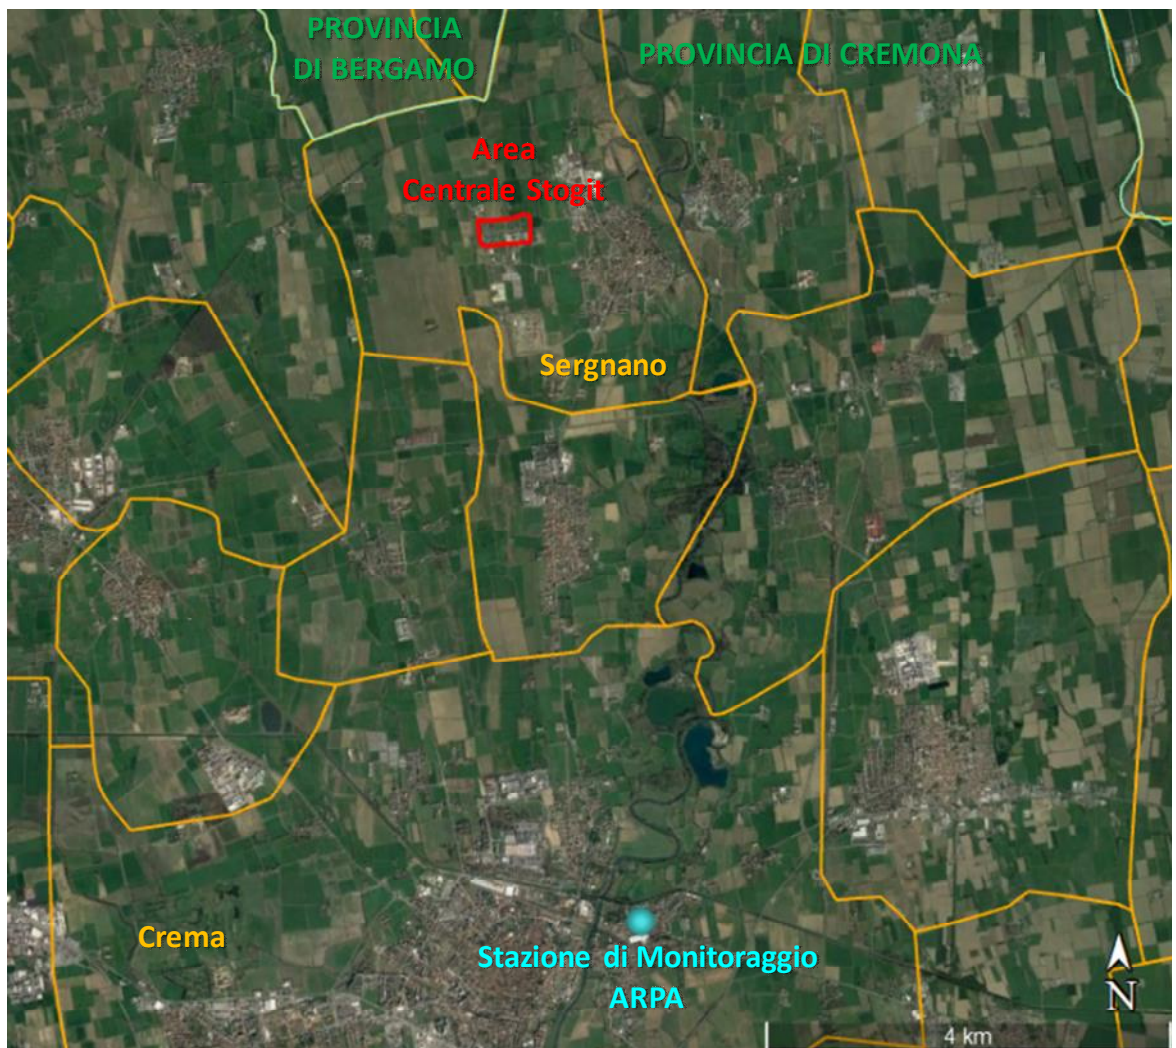 PROVINCIA
DI BERGAMO
PROVINCIA DI CREMONA
Area
Centrale Stogit
Sergnano
Crema
Stazione di Monitoraggio
ARPA
N
4 km